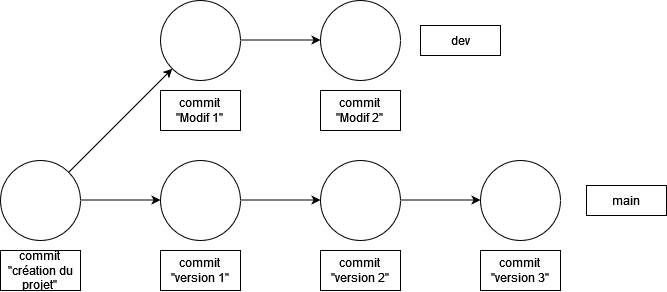 dev
commit
"Modif 1"
commit
"Modif 2"
main
commit
"création du
projet"
commit
"version 1"
commit
"version 2"
commit
"version 3"